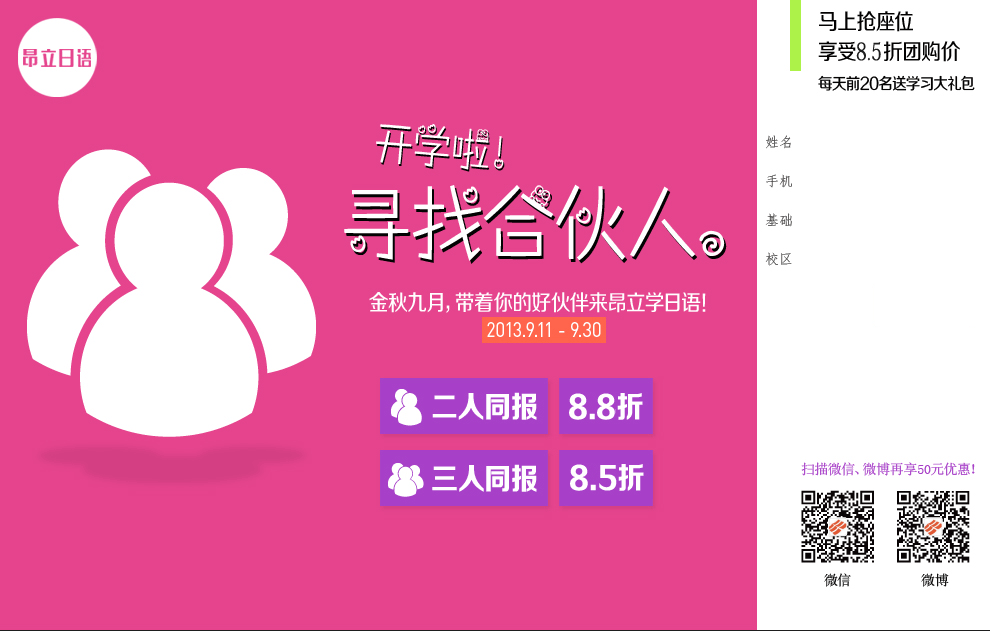 昂立日语
开学啦!
寻找合伙人。
金秋九月,带着你的好伙伴来昂立学日语!
2013.9.11 - 9.30
二人同报 8.8折
三人同报 8.5折
马上抢座位
享受8.5折团购价
每天前20名送学习大礼包
姓名
手机
基础
校区
扫描微信、微博再享50元优惠!
微信 微博